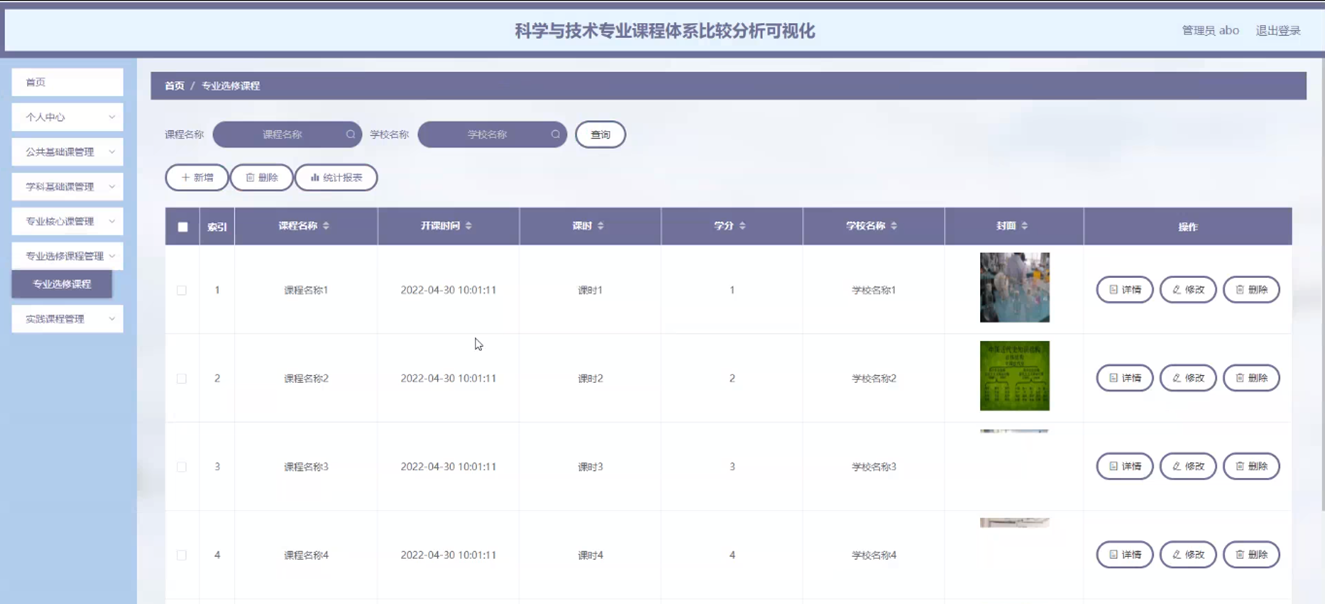 科学与技术专业课程体系比较分析可视化
管理员 abo 退出登录
首页
个人中心
公共基础课管理
学科基础课管理
专业核心课管理
专业选修课程管理
专业选修课程
实践课程管理
首页 / 专业选修课程
课程名称 课程名称 学校名称 学校名称 查询
新增 删除 统计报表
索引 课程名称 开课时间 课时 学分 学校名称 封面 操作
1 课程名称1 2022-04-30 10:01:11 课时1 1 学校名称1 详情 修改 删除
2 课程名称2 2022-04-30 10:01:11 课时2 2 学校名称2 详情 修改 删除
3 课程名称3 2022-04-30 10:01:11 课时3 3 学校名称3 详情 修改 删除
4 课程名称4 2022-04-30 10:01:11 课时4 4 学校名称4 详情 修改 删除